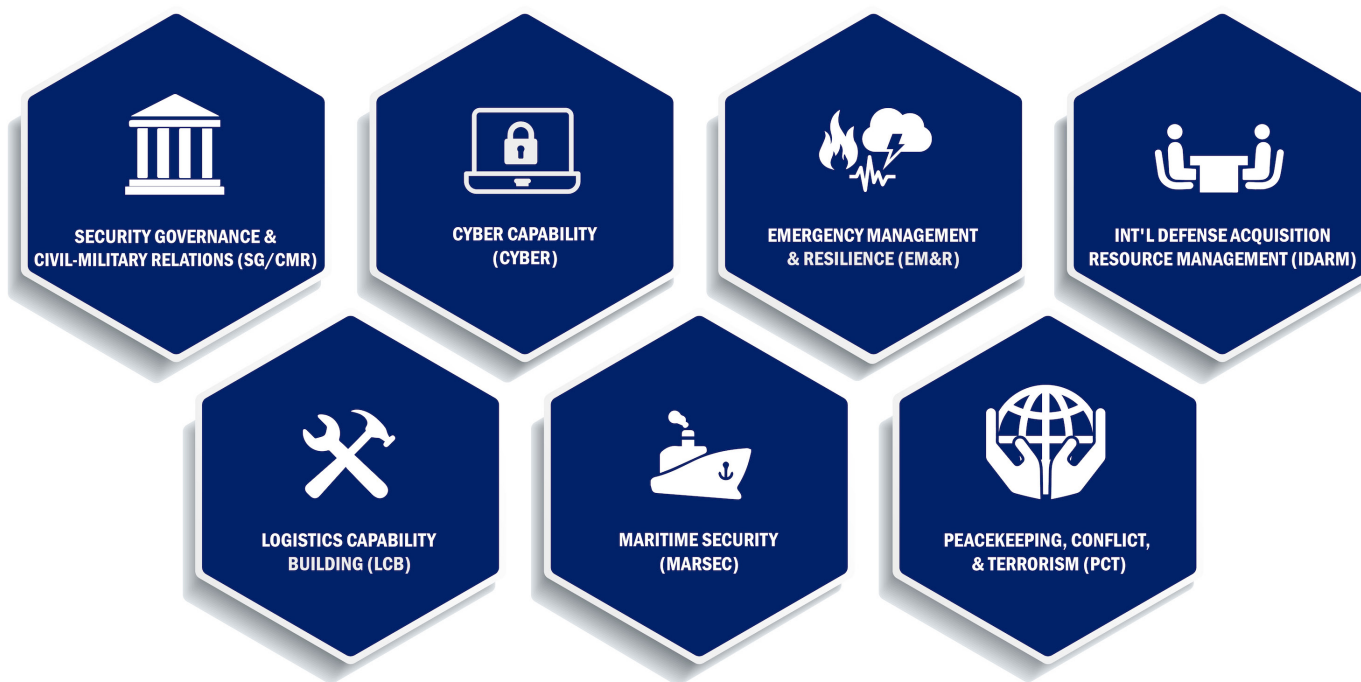 SECURITY GOVERNANCE &
CIVIL-MILITARY RELATIONS (SG/CMR)
CYBER CAPABILITY
(CYBER)
EMERGENCY MANAGEMENT
& RESILIENCE (EM&R)
INT'L DEFENSE ACQUISITION
RESOURCE MANAGEMENT (IDARM)
LOGISTICS CAPABILITY
BUILDING (LCB)
MARITIME SECURITY
(MARSEC)
PEACEKEEPING, CONFLICT,
& TERRORISM (PCT)